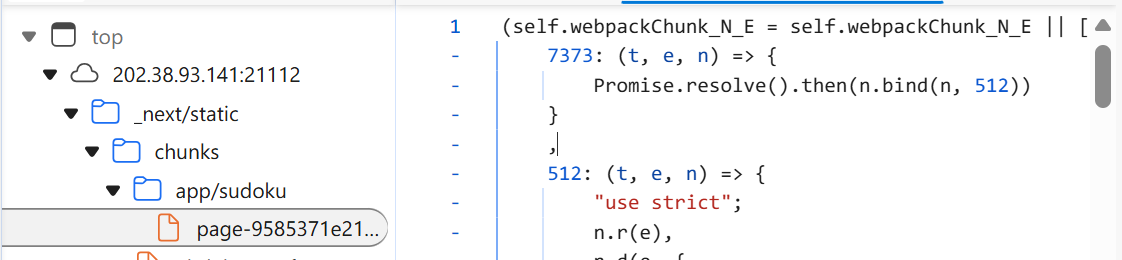 top
202.38.93.141:21112
_next/static
chunks
app/sudoku
page-9585371e21...
1 (self.webpackChunk_N_E = self.webpackChunk_N_E || [
- 7373: (t, e, n) => {
- Promise.resolve().then(n.bind(n, 512))
- }
- ,
- 512: (t, e, n) => {
- "use strict";
- n.r(e),